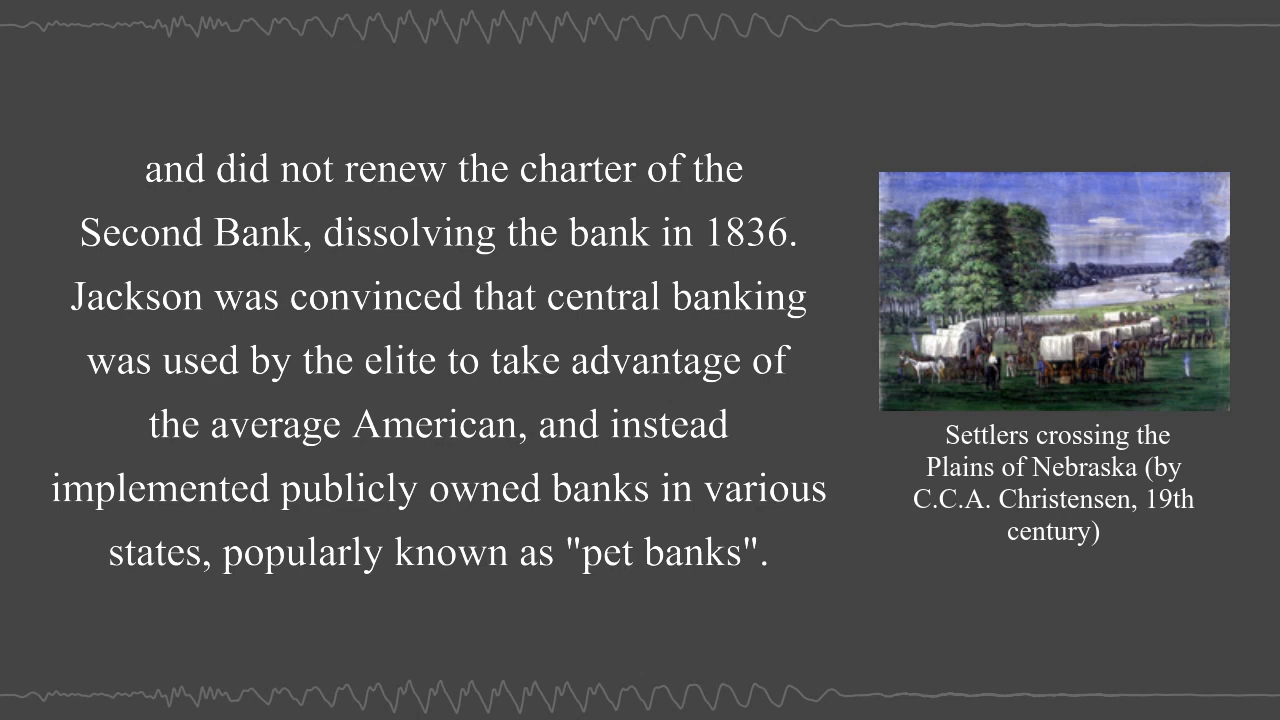 and did not renew the charter of the
Second Bank, dissolving the bank in 1836.
Jackson was convinced that central banking
was used by the elite to take advantage of
the average American, and instead
implemented publicly owned banks in various
states, popularly known as "pet banks".
Settlers crossing the
Plains of Nebraska (by
C.C.A. Christensen, 19th
century)